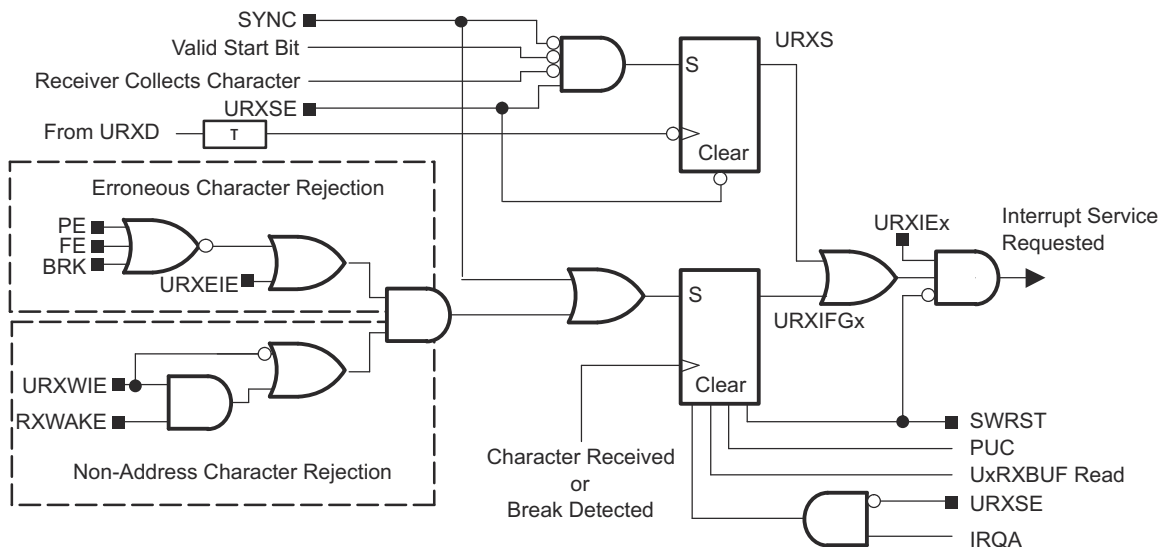 SYNC
Valid Start Bit
Receiver Collects Character
URXSE
From URXD
T
S
Clear
URXS
Erroneous Character Rejection
PE
FE
BRK
URXEIE
URXWIE
RXWAKE
Non-Address Character Rejection
S
Clear
URXIFGx
URXIEx
Interrupt Service
Requested
Character Received
or
Break Detected
SWRST
PUC
UxRXBUF Read
URXSE
IRQA